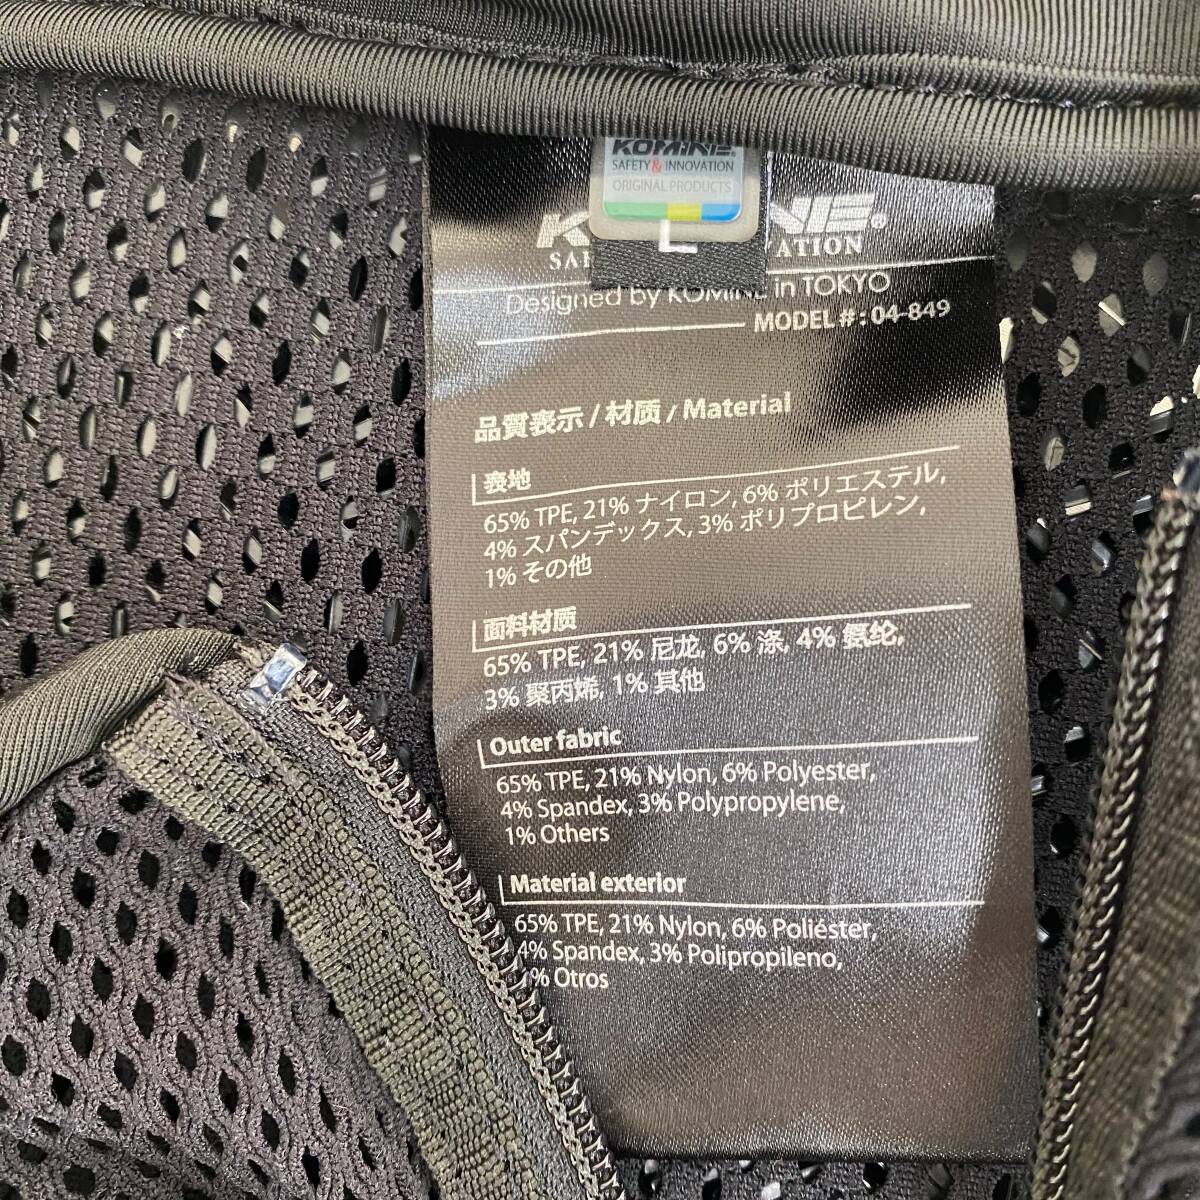 KOMINE
SAFETY & INNOVATION
ORIGINAL PRODUCTS
L
Designed by KOMINE in TOKYO
MODEL # : 04-849
品質表示 / 材质 / Material
表地
65% TPE, 21% ナイロン, 6% ポリエステル,
4% スパンデックス, 3% ポリプロピレン,
1% その他
面料材质
65% TPE, 21% 尼龙, 6% 涤, 4% 氨纶,
3% 聚丙烯, 1% 其他
Outer fabric
65% TPE, 21% Nylon, 6% Polyester,
4% Spandex, 3% Polypropylene,
1% Others
Material exterior
65% TPE, 21% Nylon, 6% Poliéster,
4% Spandex, 3% Polipropileno,
% Otros